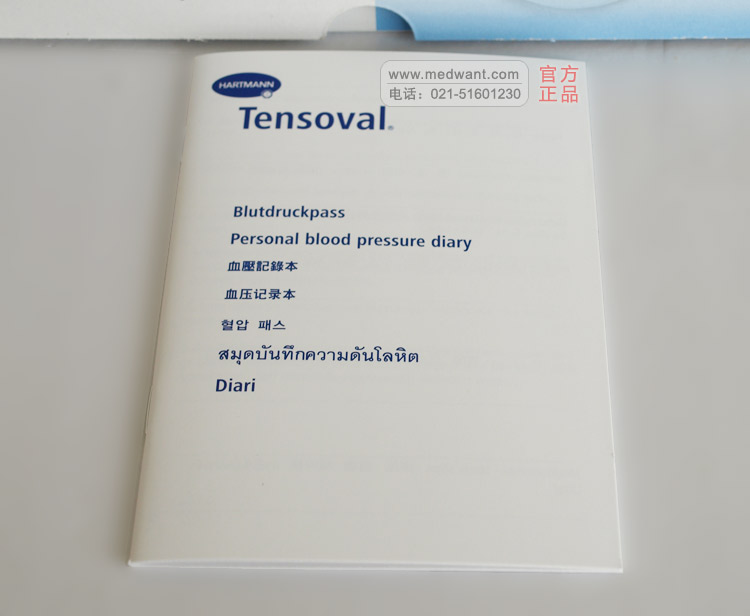 HARTMANN
Tensoval®
www.medwant.com
电话：021-51601230
官方
正品
Blutdruckpass
Personal blood pressure diary
血壓記錄本
血压记录本
혈압 패스
สมุดบันทึกความดันโลหิต
Diari